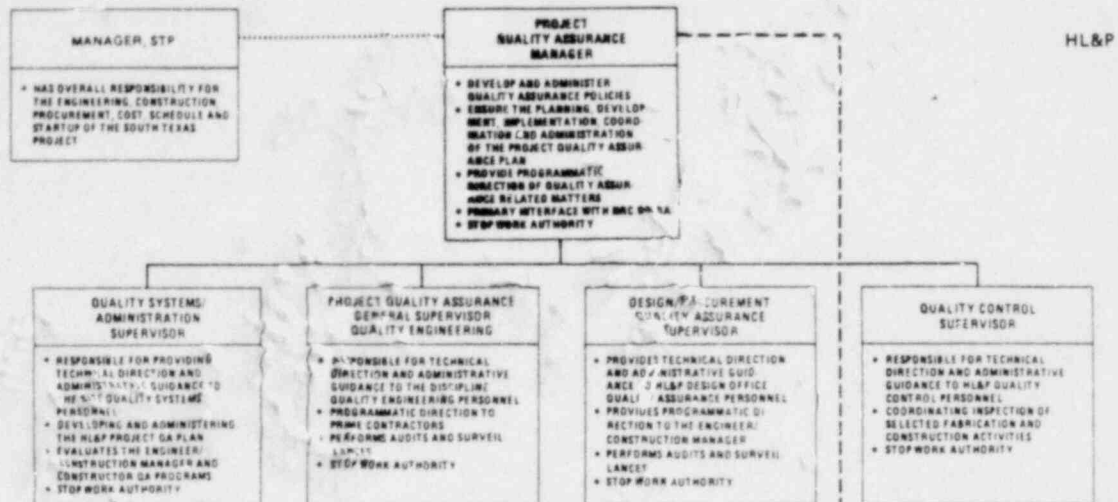 HL&P
MANAGER, STP
• HAS OVERALL RESPONSIBILITY FOR
THE ENGINEERING, CONSTRUCTION
PROCUREMENT, COST, SCHEDULE AND
STARTUP OF THE SOUTH TEXAS
PROJECT
PROJECT
QUALITY ASSURANCE
MANAGER
• DEVELOP AND ADMINISTER
QUALITY ASSURANCE POLICIES
• ENSURE THE PLANNING, DEVELOP
MENT, IMPLEMENTATION, COORD-
INATION AND ADMINISTRATION
OF THE PROJECT QUALITY ASSUR-
ANCE PLAN
• PROVIDE PROGRAMMATIC
DIRECTION OF QUALITY ASSUR-
ANCE RELATED MATTERS
• PRIMARY INTERFACE WITH NRC ON QA
• STOP WORK AUTHORITY
QUALITY SYSTEMS/
ADMINISTRATION
SUPERVISOR
• RESPONSIBLE FOR PROVIDING
TECHNICAL DIRECTION AND
ADMINISTRATIVE GUIDANCE TO
THE QUALITY SYSTEMS
PERSONNEL
• DEVELOPING AND ADMINISTERING
THE HL&P PROJECT QA PLAN
• EVALUATES THE ENGINEER/
CONSTRUCTION MANAGER AND
CONSTRUCTOR QA PROGRAMS
• STOP WORK AUTHORITY
PROJECT QUALITY ASSURANCE
GENERAL SUPERVISOR
QUALITY ENGINEERING
• RESPONSIBLE FOR TECHNICAL
DIRECTION AND ADMINISTRATIVE
GUIDANCE TO THE DISCIPLINE
QUALITY ENGINEERING PERSONNEL
• PROGRAMMATIC DIRECTION TO
PRIME CONTRACTORS
• PERFORMS AUDITS AND SURVEIL
LANCES
• STOP WORK AUTHORITY
DESIGN/PROCUREMENT
QUALITY ASSURANCE
SUPERVISOR
• PROVIDES TECHNICAL DIRECTION
AND ADMINISTRATIVE GUID-
ANCE TO HL&P DESIGN OFFICE
QUALITY ASSURANCE PERSONNEL
• PROVIDES PROGRAMMATIC DI
RECTION TO THE ENGINEER/
CONSTRUCTION MANAGER
• PERFORMS AUDITS AND SURVEIL
LANCES
• STOP WORK AUTHORITY
QUALITY CONTROL
SUPERVISOR
• RESPONSIBLE FOR TECHNICAL
DIRECTION AND ADMINISTRATIVE
GUIDANCE TO HL&P QUALITY
CONTROL PERSONNEL
• COORDINATING INSPECTION OF
SELECTED FABRICATION AND
CONSTRUCTION ACTIVITIES
• STOP WORK AUTHORITY